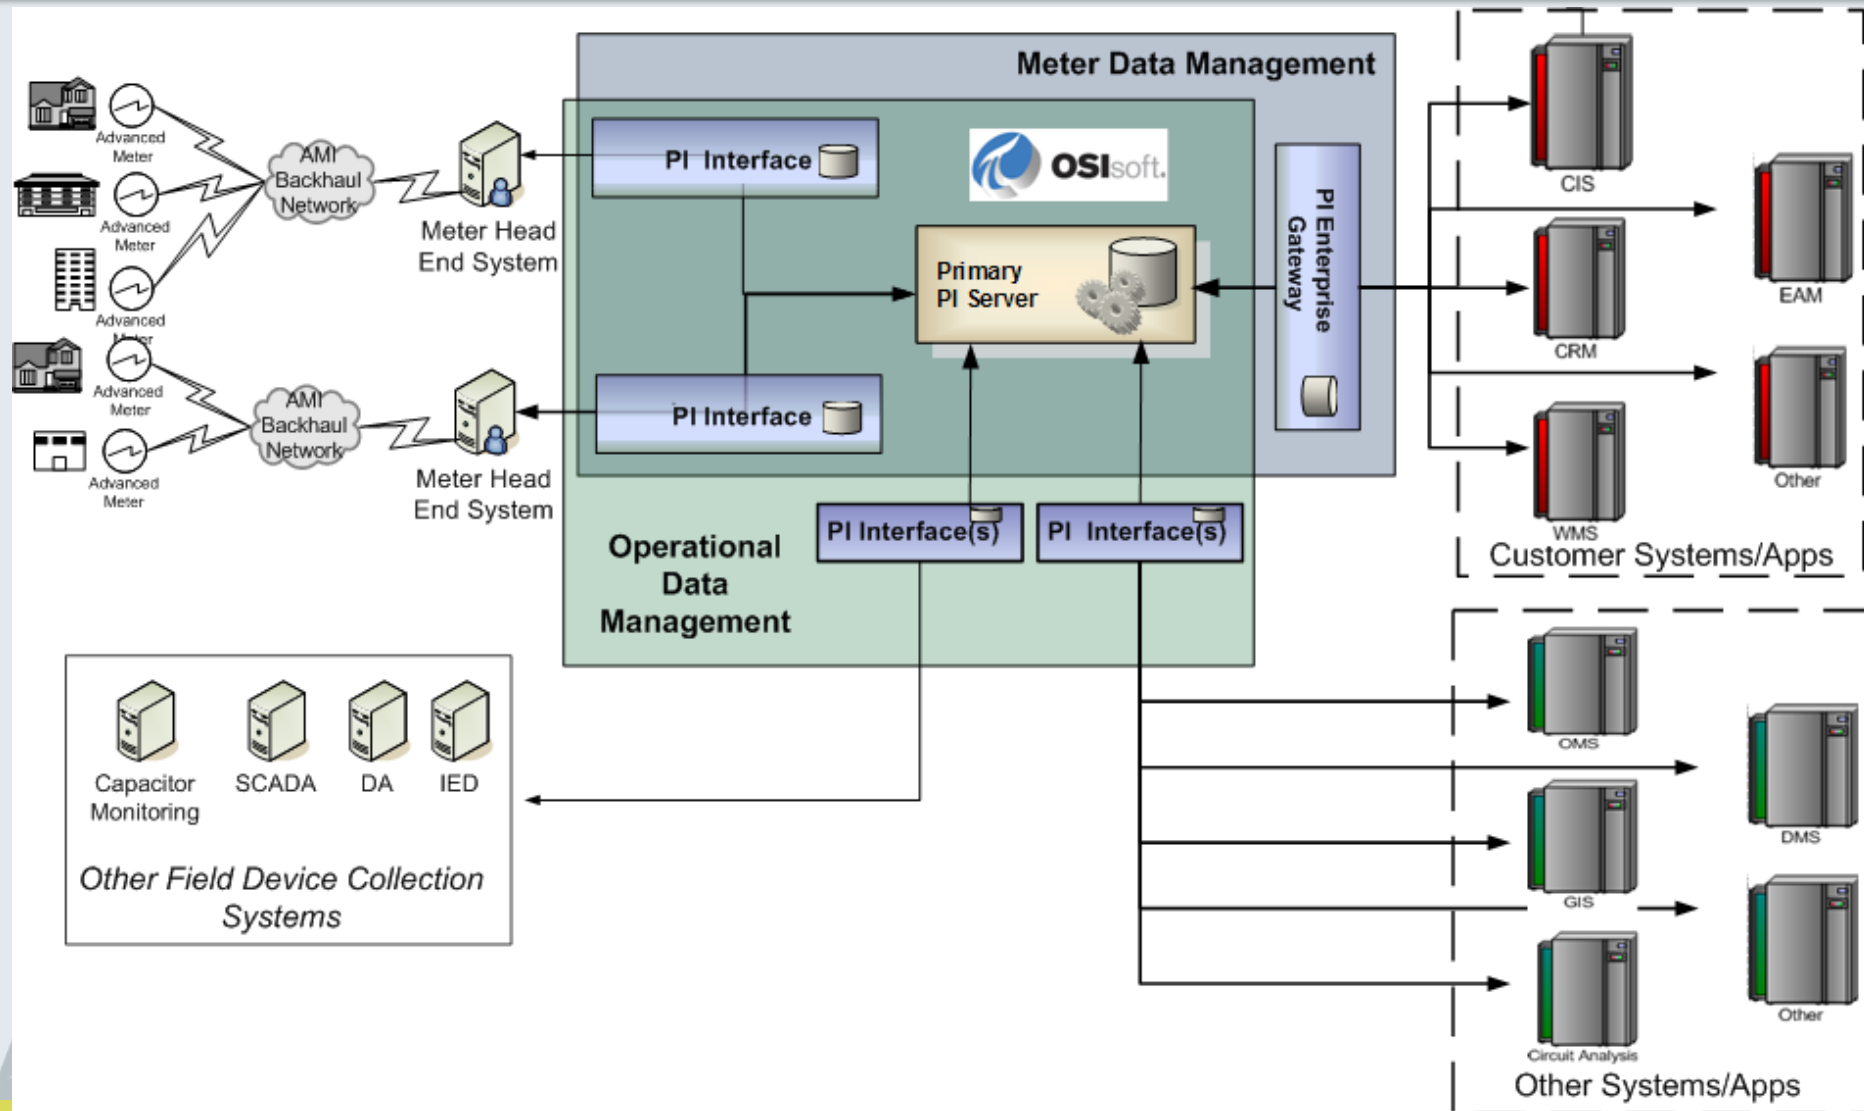 Meter Data Management
Advanced
Meter
AMI
Backhaul
Network
Advanced
Meter
Advanced
Meter
Meter Head
End System
PI Interface
OSIsoft.
Primary
PI Server
PI Enterprise
Gateway
CIS
EAM
CRM
Other
WMS
Customer Systems/Apps
Advanced
Meter
AMI
Backhaul
Network
Advanced
Meter
Meter Head
End System
PI Interface
PI Interface(s)
PI Interface(s)
Operational
Data
Management
Capacitor
Monitoring
SCADA
DA
IED
Other Field Device Collection
Systems
OMS
DMS
GIS
Other
Circuit Analysis
Other Systems/Apps